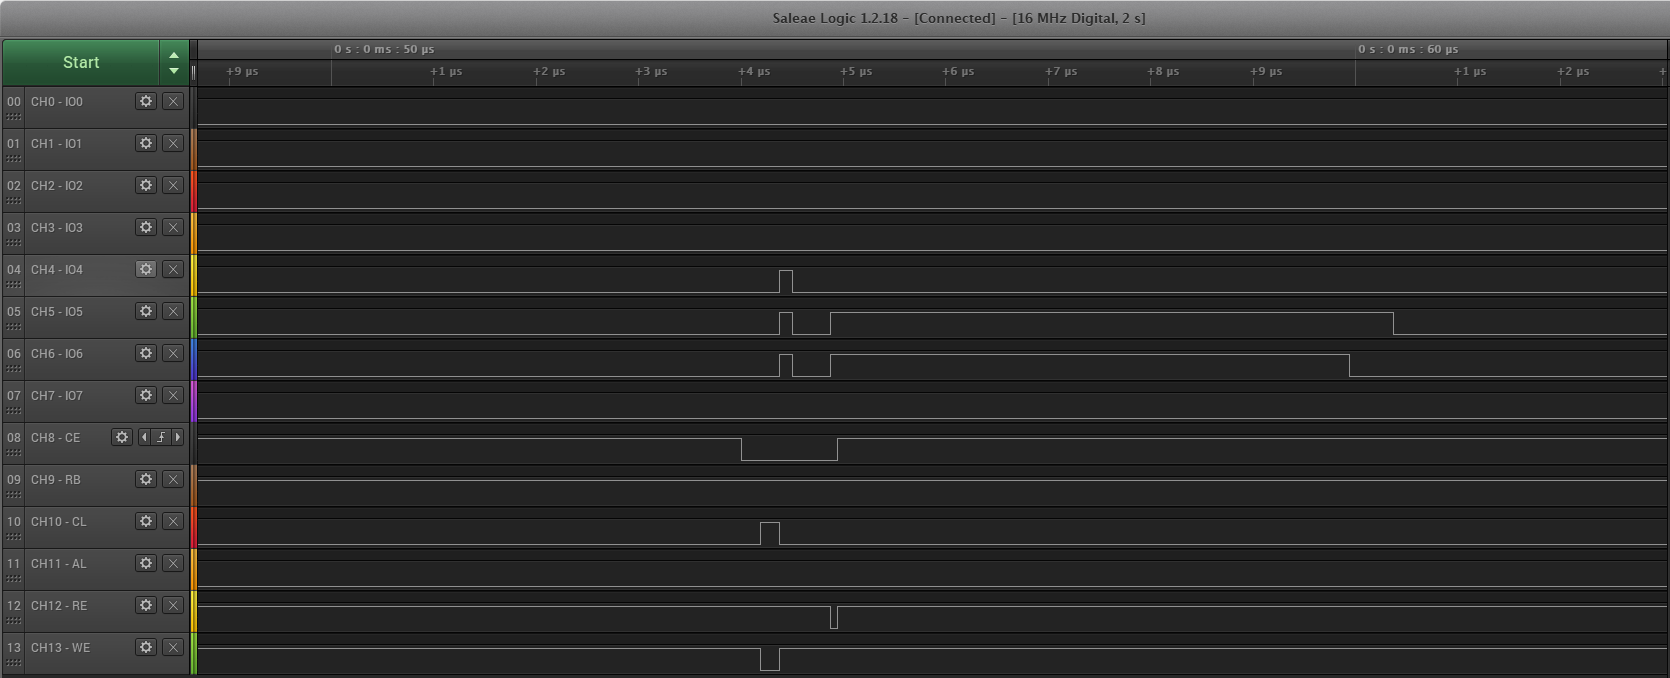 Saleae Logic 1.2.18 - [Connected] - [16 MHz Digital, 2 s]
Start
0 s : 0 ms : 50 µs
0 s : 0 ms : 60 µs
+9 µs
+1 µs
+2 µs
+3 µs
+4 µs
+5 µs
+6 µs
+7 µs
+8 µs
+9 µs
+1 µs
+2 µs
+
00 CH0 - IO0
01 CH1 - IO1
02 CH2 - IO2
03 CH3 - IO3
04 CH4 - IO4
05 CH5 - IO5
06 CH6 - IO6
07 CH7 - IO7
08 CH8 - CE
09 CH9 - RB
10 CH10 - CL
11 CH11 - AL
12 CH12 - RE
13 CH13 - WE